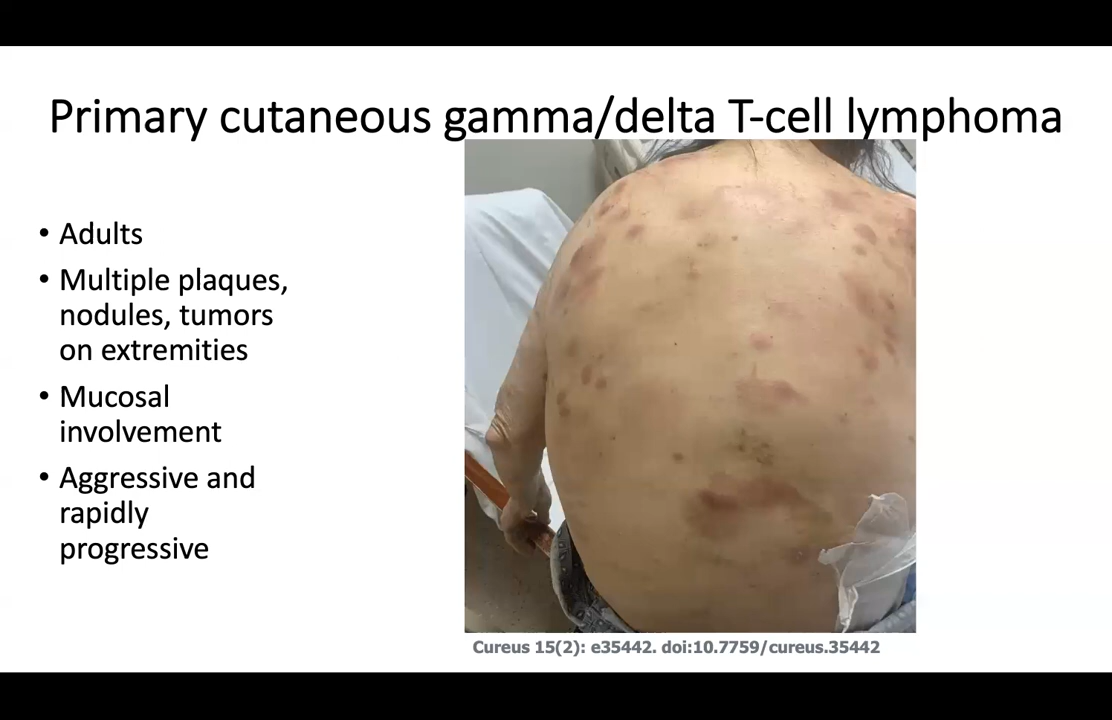 Primary cutaneous gamma/delta T-cell lymphoma
• Adults
• Multiple plaques,
nodules, tumors
on extremities
• Mucosal
involvement
• Aggressive and
rapidly
progressive
Cureus 15(2): e35442. doi:10.7759/cureus.35442